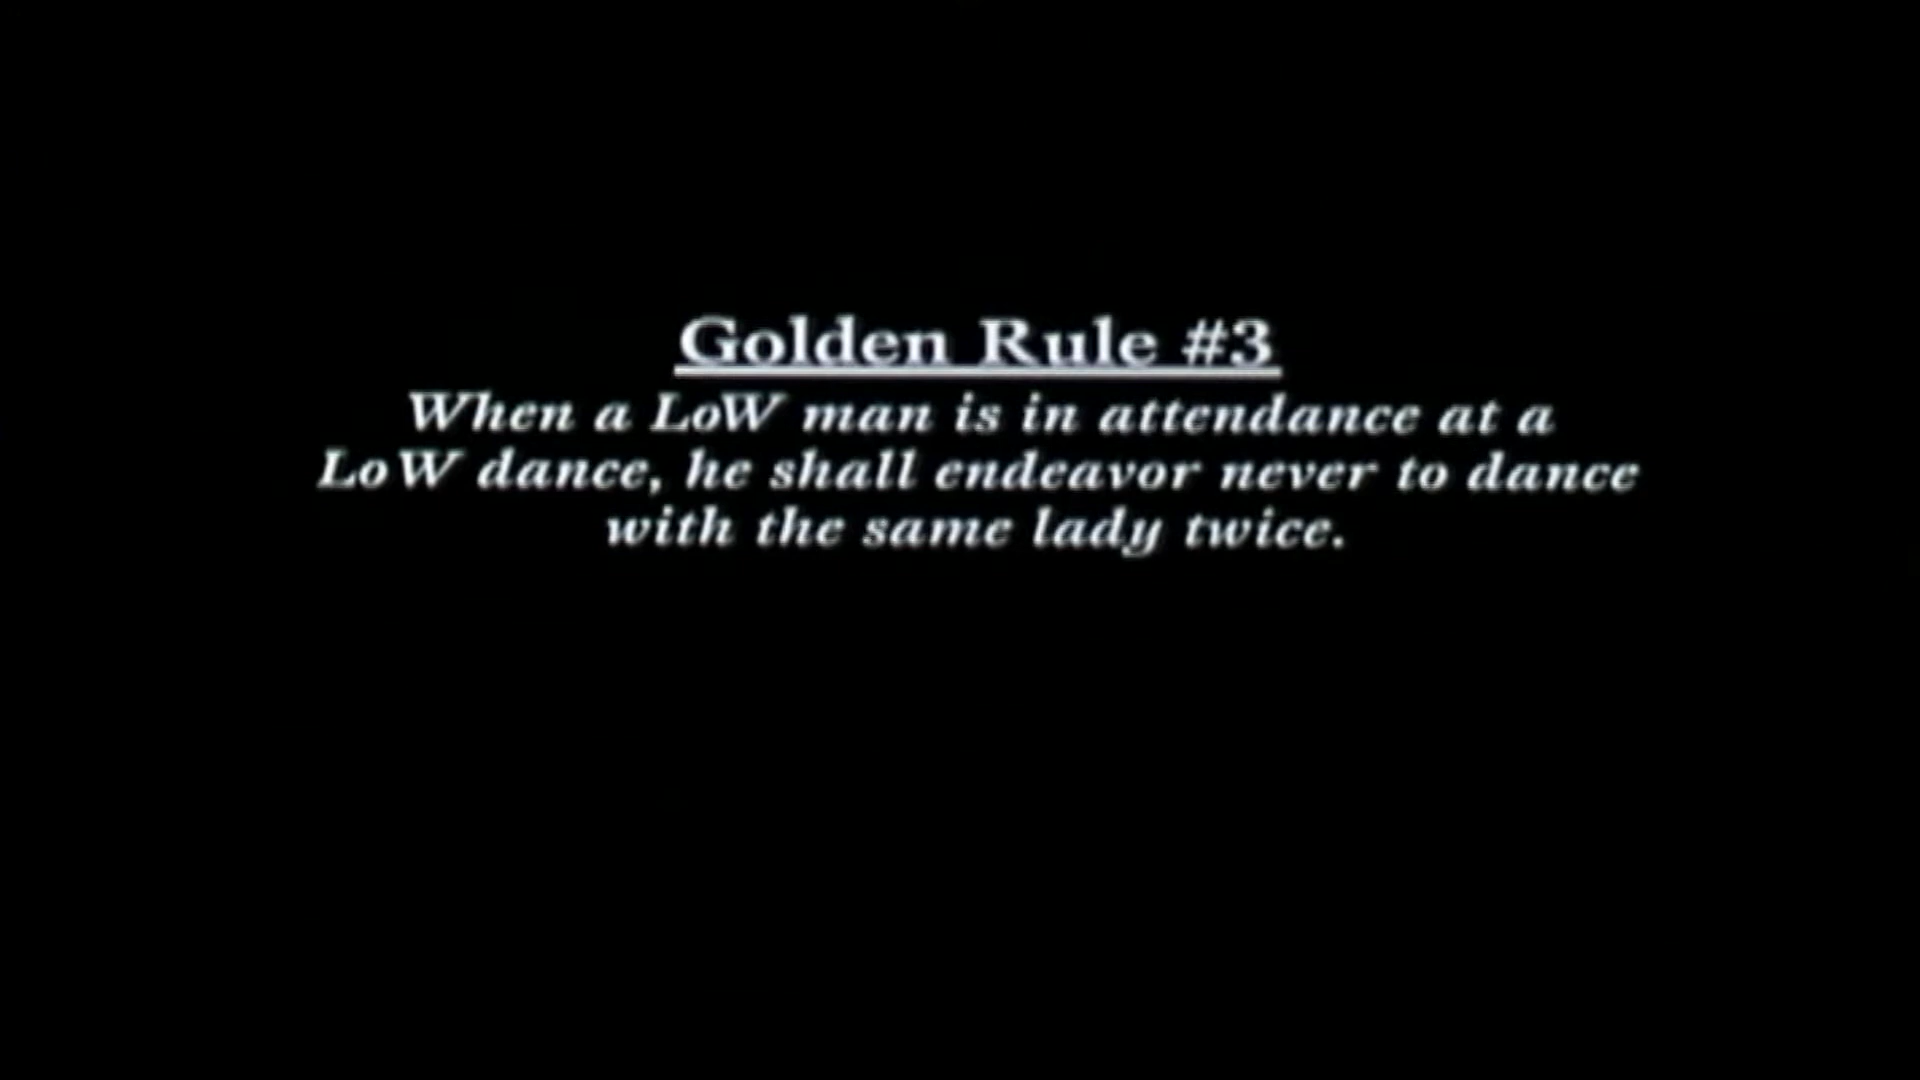 Golden Rule #3
When a LoW man is in attendance at a
LoW dance, he shall endeavor never to dance
with the same lady twice.